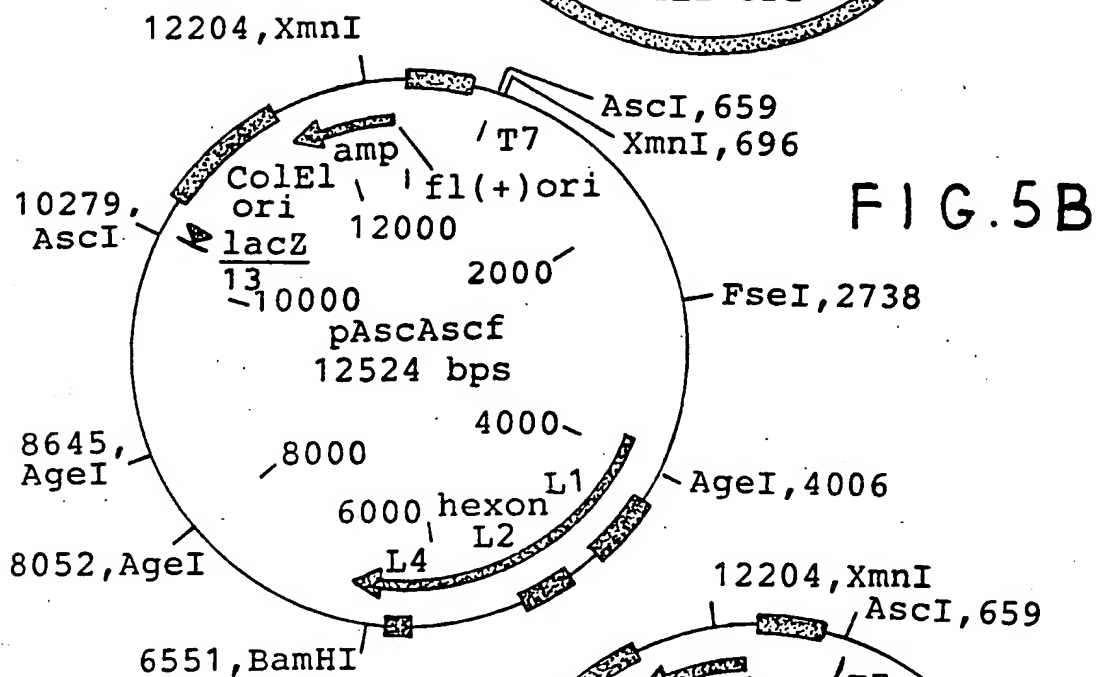 12204,XmnI
AscI,659
XmnI,696
T7
amp
f1(+)ori
ColE1
ori
12000
FIG.5B
10279,
AscI
lacZ
13
10000
2000
FseI,2738
pAscAscf
12524 bps
4000
8645,
AgeI
8000
AgeI,4006
L1
6000
hexon
L2
L4
8052,AgeI
6551,BamHI
12204,XmnI
AscI,659